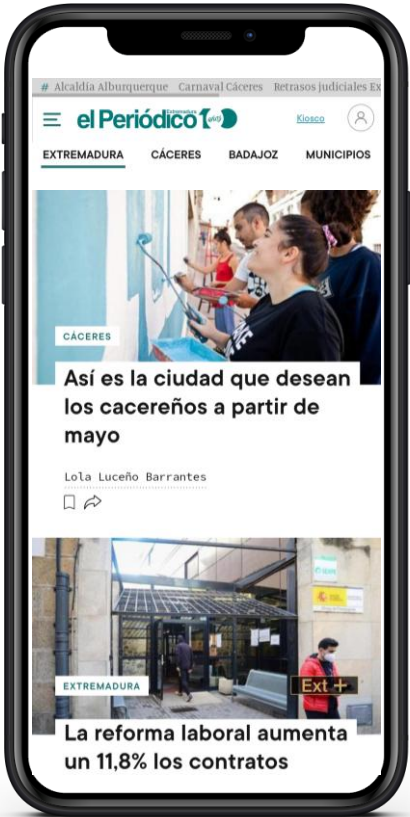 # Alcaldía Alburquerque Carnaval Cáceres Retrasos judiciales Ex
el Periódico Extremadura
Kiosco
EXTREMADURA CÁCERES BADAJOZ MUNICIPIOS
CÁCERES
Así es la ciudad que desean
los cacereños a partir de
mayo
Lola Luceño Barrantes
EXTREMADURA
Ext +
La reforma laboral aumenta
un 11,8% los contratos